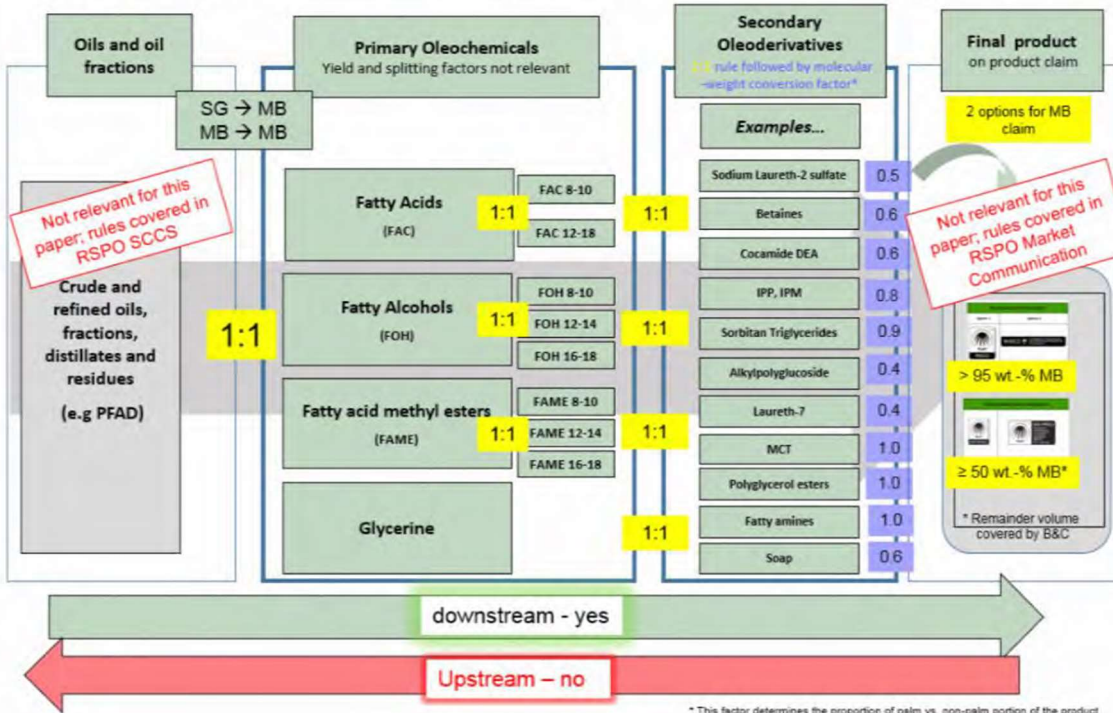 Oils and oil
fractions
Primary Oleochemicals
Yield and splitting factors not relevant
Secondary
Oleoderivatives
1:1 rule followed by molecular
-weight conversion factor*
Final product
on product claim
SG → MB
MB → MB
Examples...
2 options for MB
claim
Not relevant for this
paper; rules covered in
RSPO SCCS
Crude and
refined oils,
fractions,
distillates and
residues
(e.g PFAD)
1:1
Fatty Acids
(FAC)
1:1
FAC 8-10
FAC 12-18
1:1
Fatty Alcohols
(FOH)
1:1
FOH 8-10
FOH 12-14
FOH 16-18
1:1
Fatty acid methyl esters
(FAME)
1:1
FAME 8-10
FAME 12-14
FAME 16-18
1:1
Glycerine
1:1
Sodium Laureth-2 sulfate 0.5
Betaines 0.6
Cocamide DEA 0.6
IPP, IPM 0.8
Sorbitan Triglycerides 0.9
Alkylpolyglucoside 0.4
Laureth-7 0.4
MCT 1.0
Polyglycerol esters 1.0
Fatty amines 1.0
Soap 0.6
Not relevant for this
paper; rules covered in
RSPO Market
Communication
> 95 wt.-% MB
≥ 50 wt.-% MB*
* Remainder volume
covered by B&C
downstream - yes
Upstream – no
* This factor determines the proportion of palm vs. non-palm portion of the product